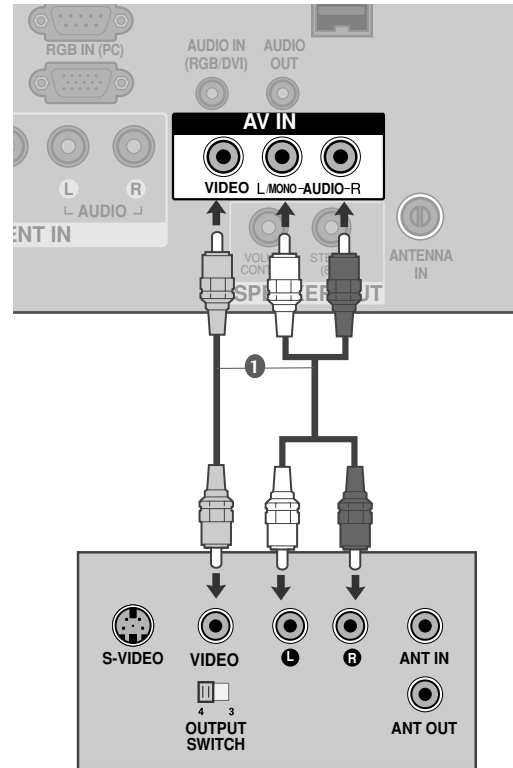 RGB IN (PC)
AUDIO IN
(RGB/DVI)
AUDIO
OUT
AV IN
VIDEO L/MONO-AUDIO-R
L R
AUDIO
ENT IN
ANTENNA
IN
1
S-VIDEO
VIDEO
L
R
ANT IN
4 3
OUTPUT
SWITCH
ANT OUT